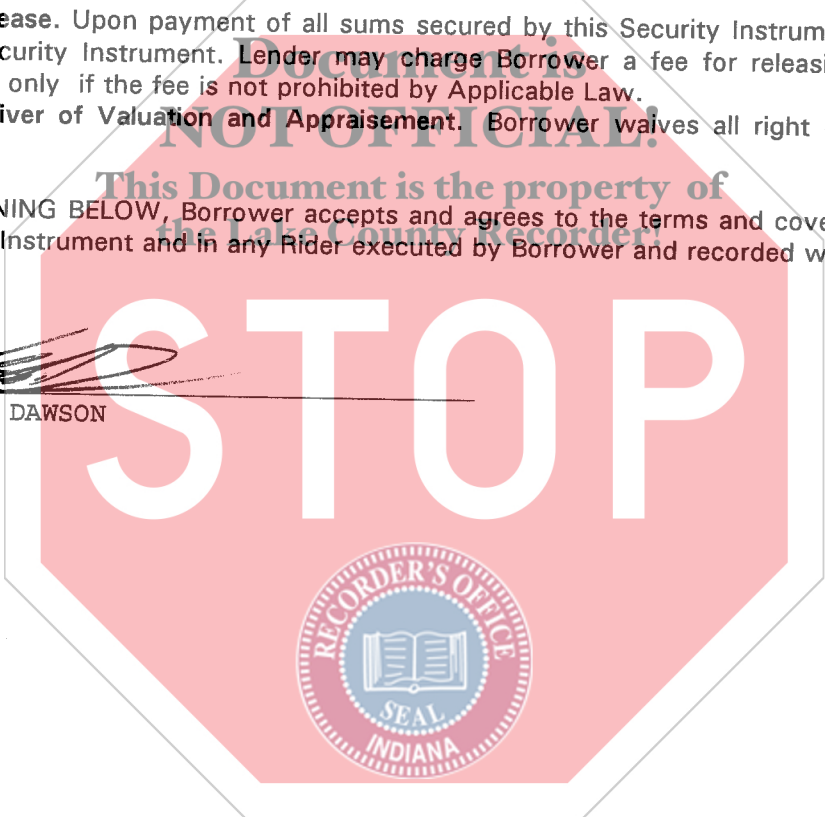 ease. Upon payment of all sums secured by this Security Instrum
curity Instrument. Lender may charge Borrower a fee for releasi
only if the fee is not prohibited by Applicable Law.
iver of Valuation and Appraisement. Borrower waives all right
NING BELOW, Borrower accepts and agrees to the terms and cove
Instrument and in any Rider executed by Borrower and recorded w
DAWSON
Document is
NOT OFFICIAL!
This Document is the property of
the Lake County Recorder!
STOP
RECORDER'S OFFICE
SEAL
INDIANA